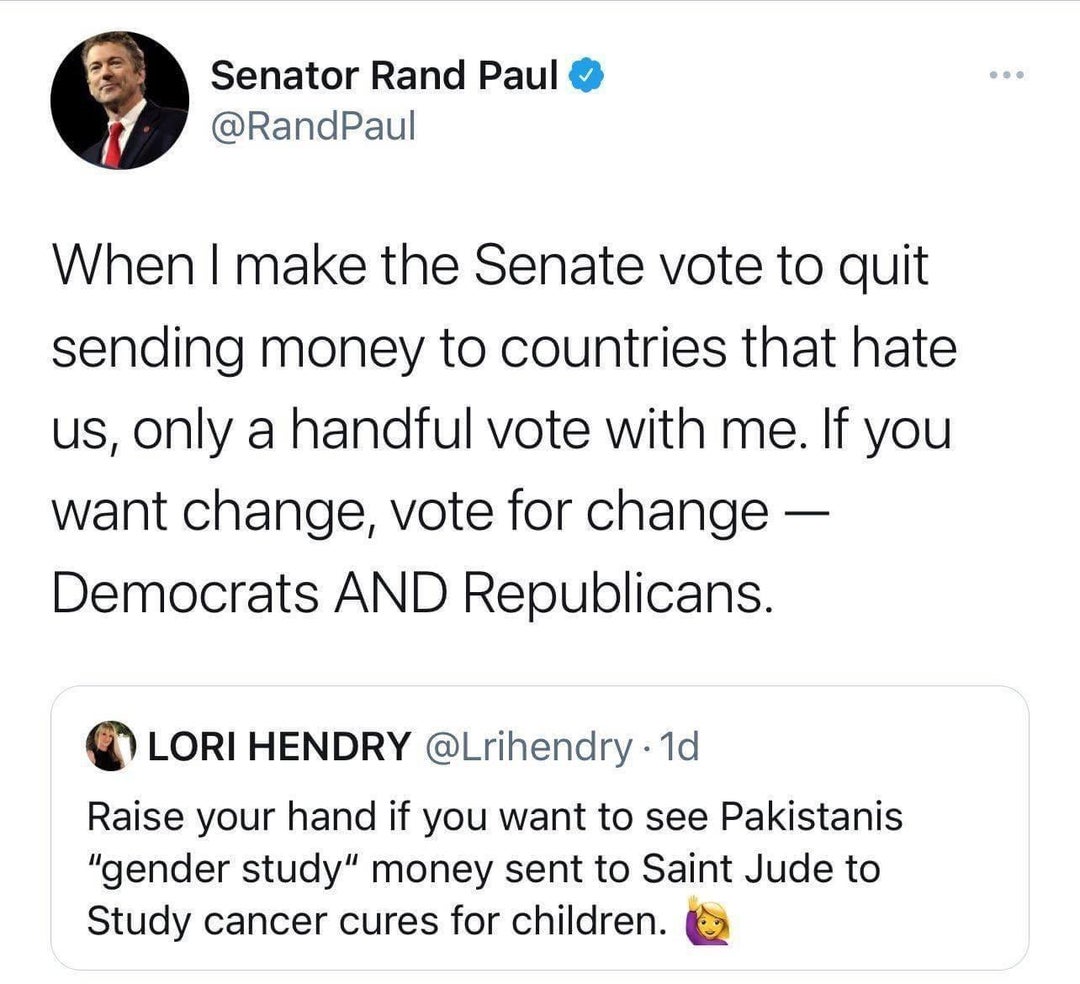 Senator Rand Paul
@RandPaul
When I make the Senate vote to quit
sending money to countries that hate
us, only a handful vote with me. If you
want change, vote for change —
Democrats AND Republicans.
LORI HENDRY @Lrihendry · 1d
Raise your hand if you want to see Pakistanis
"gender study" money sent to Saint Jude to
Study cancer cures for children. 🙋‍♀️